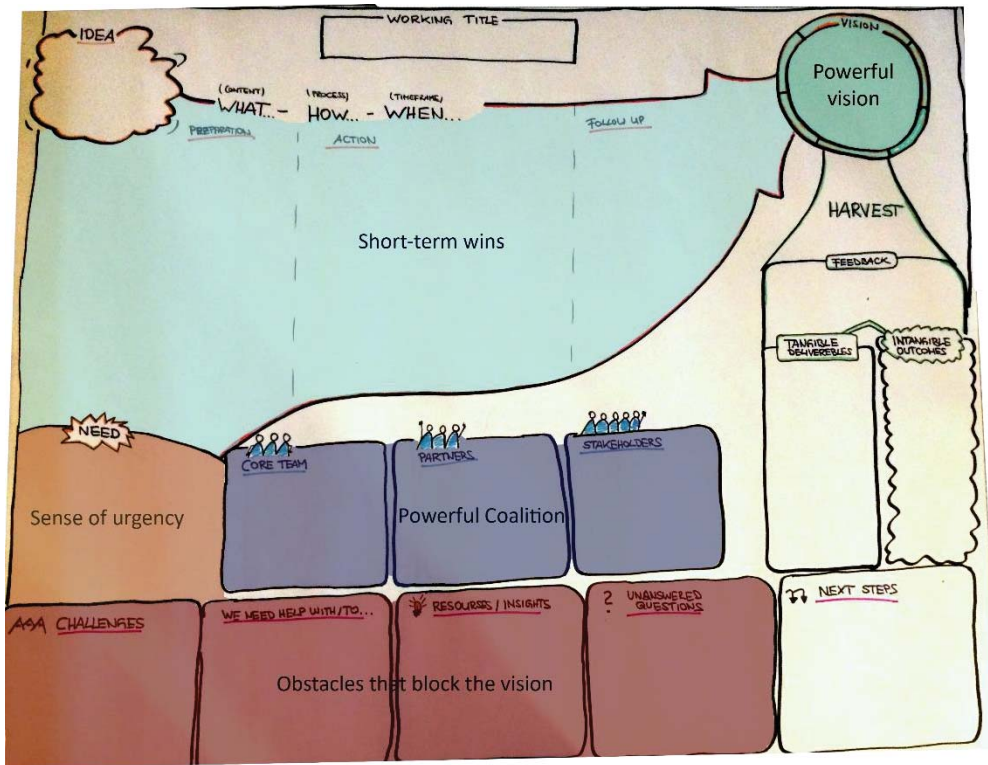 IDEA
WORKING TITLE
VISION
Powerful
vision
(CONTENT)
WHAT... -
(PROCESS)
HOW... -
(TIMEFRAME)
WHEN...
PREPARATION
ACTION
FOLLOW UP
Short-term wins
HARVEST
FEEDBACK
TANGIBLE
DELIVEREBLES
INTANGIBLE
OUTCOMES
NEED
Sense of urgency
CORE TEAM
PARTNERS
STAKEHOLDERS
Powerful Coalition
CHALLENGES
WE NEED HELP WITH/TO...
RESOURSES / INSIGHTS
? UNANSWERED
QUESTIONS
NEXT STEPS
Obstacles that block the vision